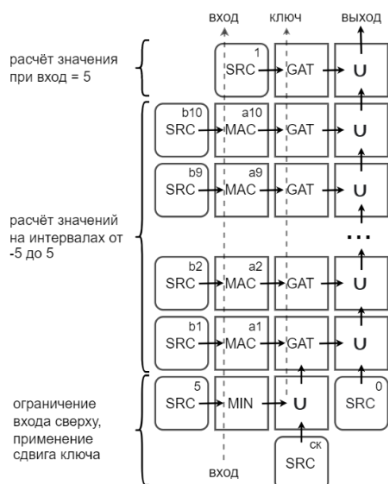 вход ключ выход
расчёт значения
при вход = 5
1
SRC GAT U
b10 a10
SRC MAC GAT U
b9 a9
SRC MAC GAT U
расчёт значений
на интервалах от
-5 до 5
...
b2 a2
SRC MAC GAT U
b1 a1
SRC MAC GAT U
ограничение
входа сверху,
применение
сдвига ключа
5 0
SRC MIN U SRC
ск
SRC
вход